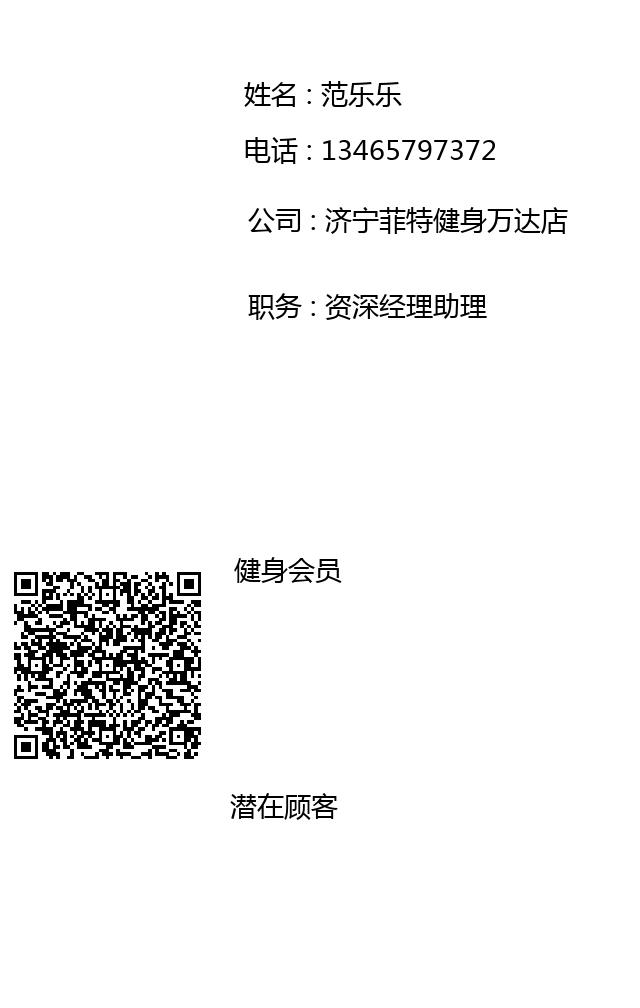 姓名 : 范乐乐
电话 : 13465797372
公司 : 济宁菲特健身万达店
职务 : 资深经理助理
健身会员
潜在顾客